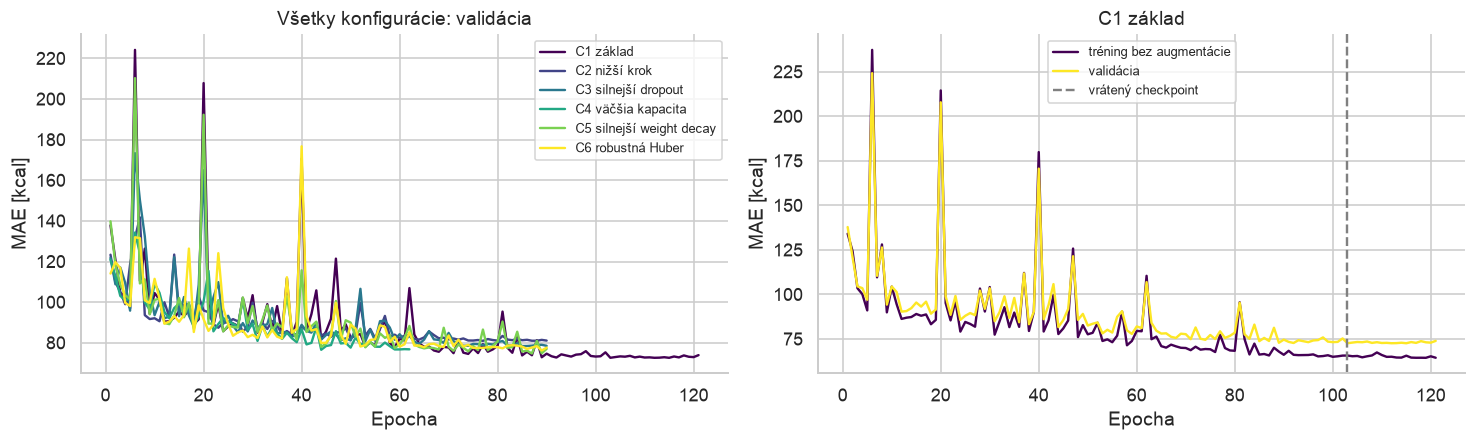 Všetky konfigurácie: validácia
MAE [kcal]
220
200
180
160
140
120
100
80
0 20 40 60 80 100 120
Epocha
C1 základ
C2 nižší krok
C3 silnejší dropout
C4 väčšia kapacita
C5 silnejší weight decay
C6 robustná Huber
C1 základ
MAE [kcal]
225
200
175
150
125
100
75
0 20 40 60 80 100 120
Epocha
tréning bez augmentácie
validácia
vrátený checkpoint